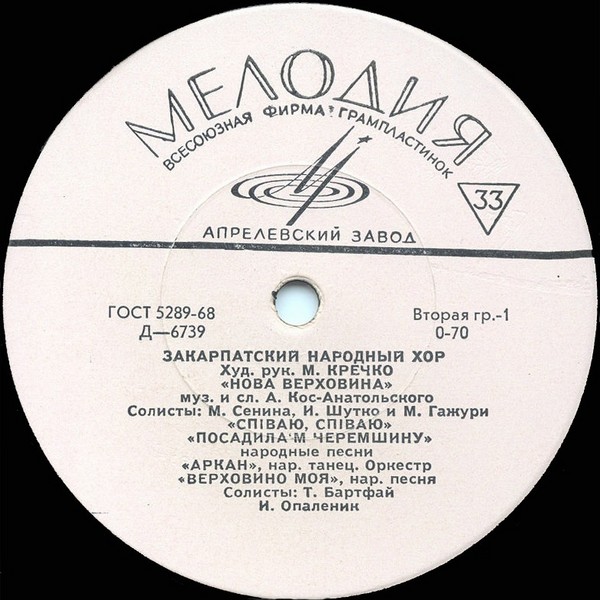 МЕЛОДИЯ
ВСЕСОЮЗНАЯ ФИРМА ГРАМПЛАСТИНОК
33
АПРЕЛЕВСКИЙ ЗАВОД
ГОСТ 5289-68
Вторая гр.-1
Д—6739
0-70
ЗАКАРПАТСКИЙ НАРОДНЫЙ ХОР
Худ. рук. М. КРЕЧКО
«НОВА ВЕРХОВИНА»
муз. и сл. А. Кос-Анатольского
Солисты: М. Сенина, И. Шутко и М. Гажури
«СПІВАЮ, СПІВАЮ»
«ПОСАДИЛА'М ЧЕРЕМШИНУ»
народные песни
«АРКАН», нар. танец. Оркестр
«ВЕРХОВИНО МОЯ», нар. песня
Солисты: Т. Бартфай
И. Опаленик